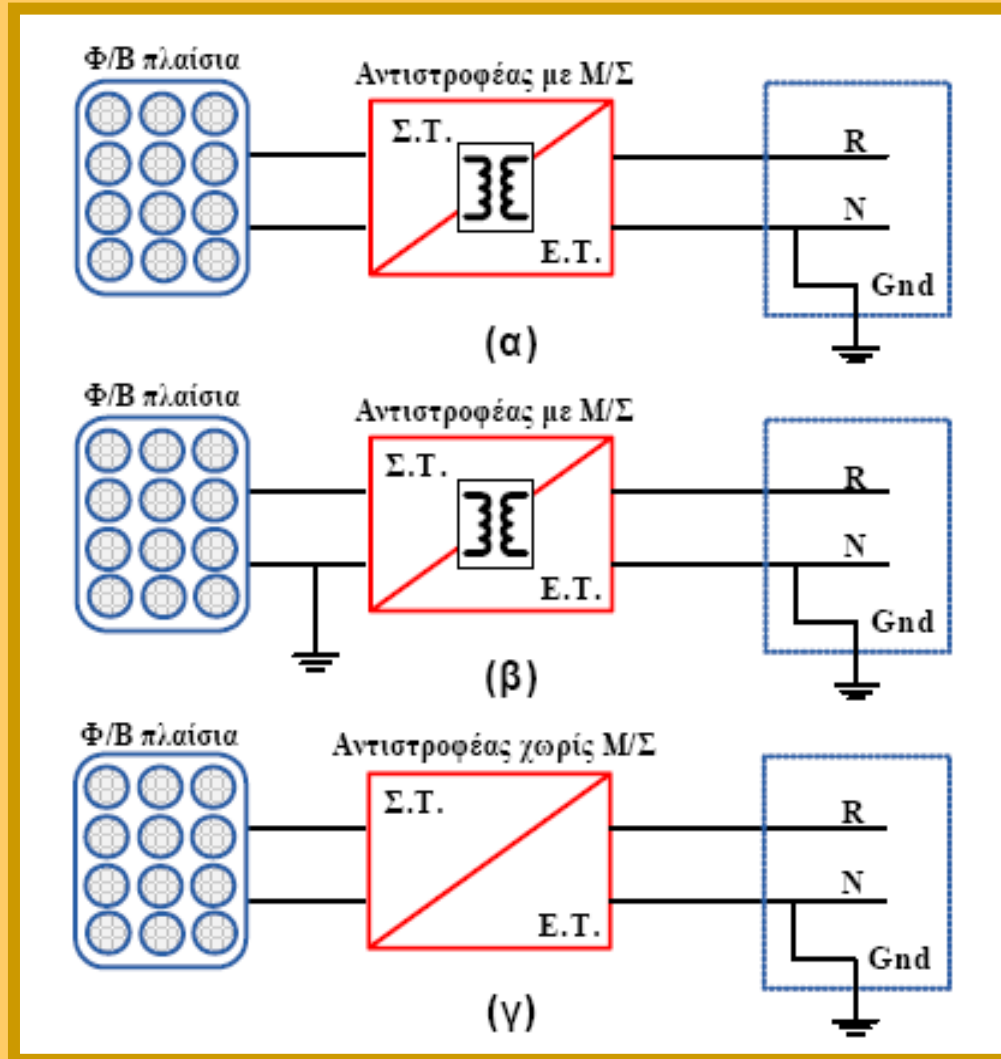 Φ/Β πλαίσια
Αντιστροφέας με Μ/Σ
Σ.Τ.
Ε.Τ.
R
N
Gnd
(α)
Φ/Β πλαίσια
Αντιστροφέας με Μ/Σ
Σ.Τ.
Ε.Τ.
R
N
Gnd
(β)
Φ/Β πλαίσια
Αντιστροφέας χωρίς Μ/Σ
Σ.Τ.
Ε.Τ.
R
N
Gnd
(γ)